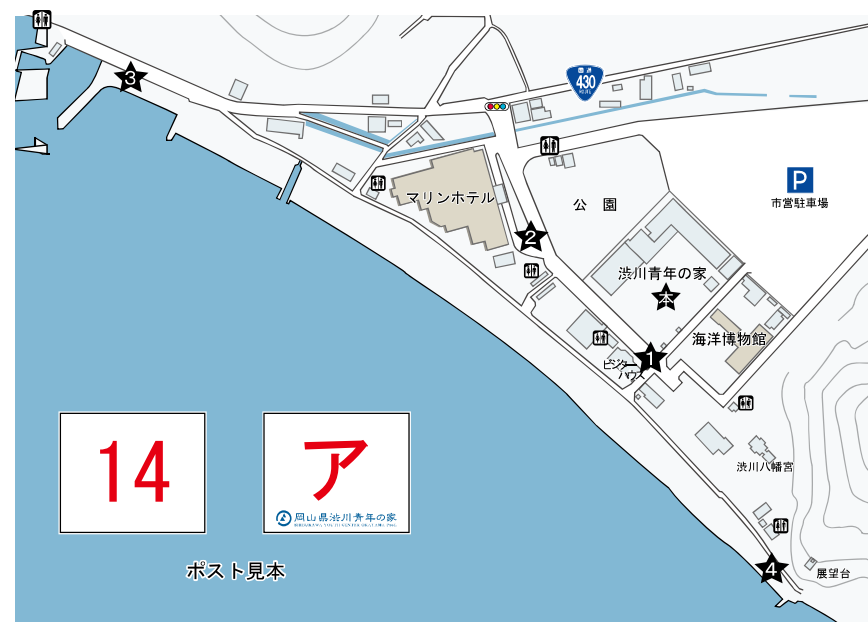 3
国道
430
市営駐車場
P
公園
マリンホテル
2
渋川青年の家
本
海洋博物館
1
ビジター
ハウス
渋川八幡宮
14
ア
岡山県渋川青年の家
ポスト見本
4
展望台